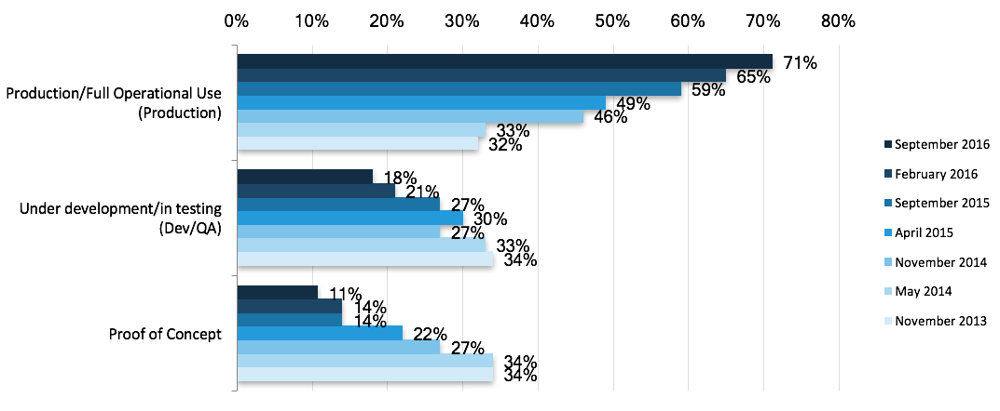 0% 10% 20% 30% 40% 50% 60% 70% 80%
Production/Full Operational Use
(Production)
71%
65%
59%
49%
46%
33%
32%
Under development/in testing
(Dev/QA)
18%
21%
27%
30%
27%
33%
34%
Proof of Concept
11%
14%
14%
22%
27%
34%
34%
September 2016
February 2016
September 2015
April 2015
November 2014
May 2014
November 2013